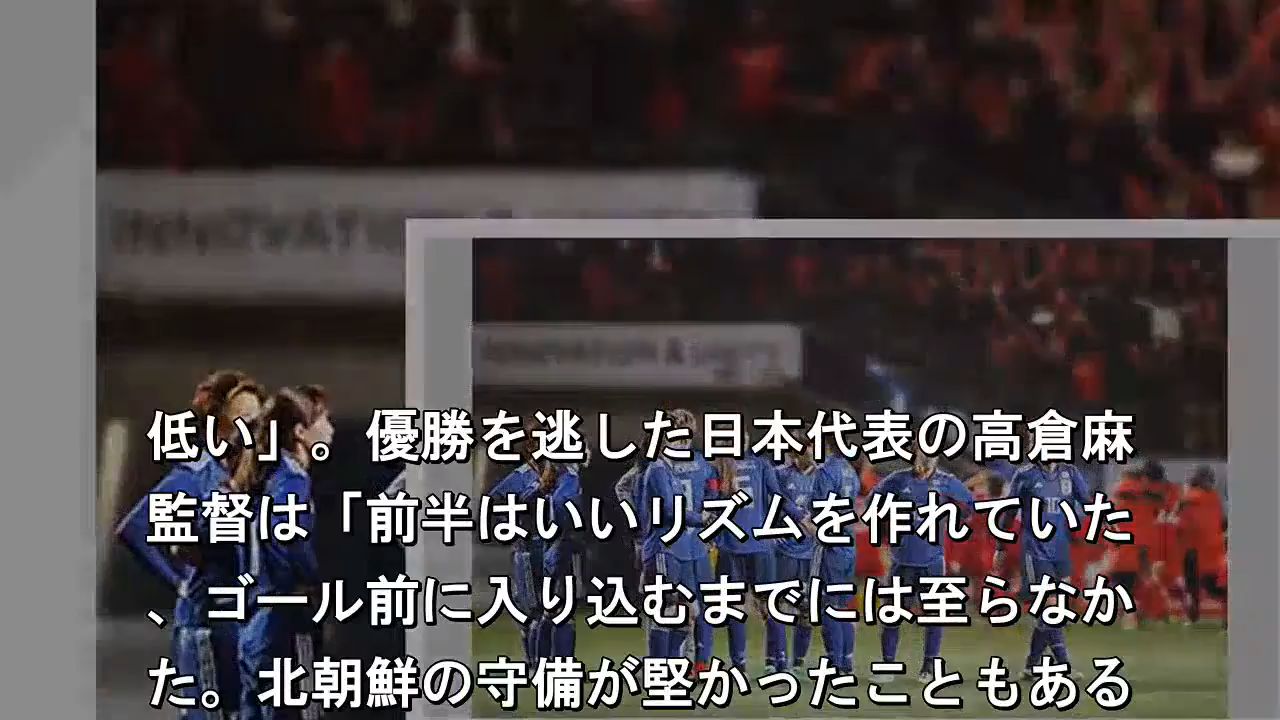 INNOVATION &
低い」。優勝を逃した日本代表の高倉麻
監督は「前半はいいリズムを作れていた
、ゴール前に入り込むまでには至らなか
た。北朝鮮の守備が堅かったこともある